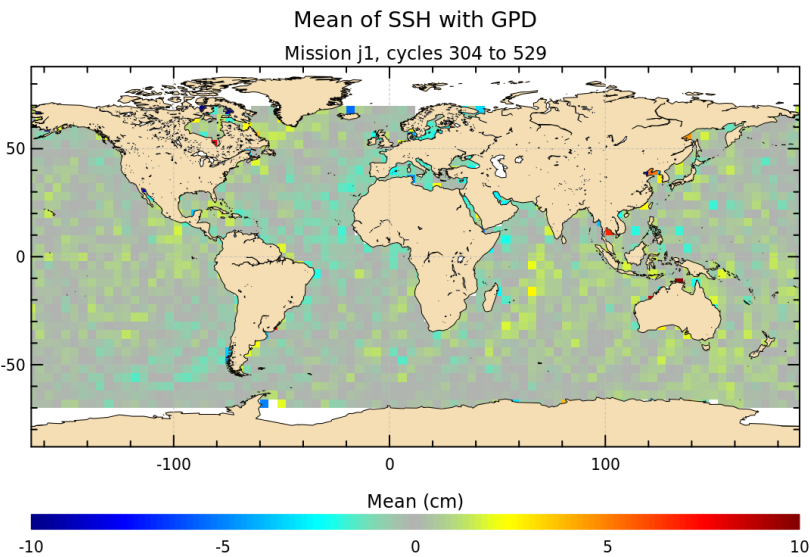 Mean of SSH with GPD
Mission j1, cycles 304 to 529
50
0
-50
-100 0 100
Mean (cm)
-10 -5 0 5 10